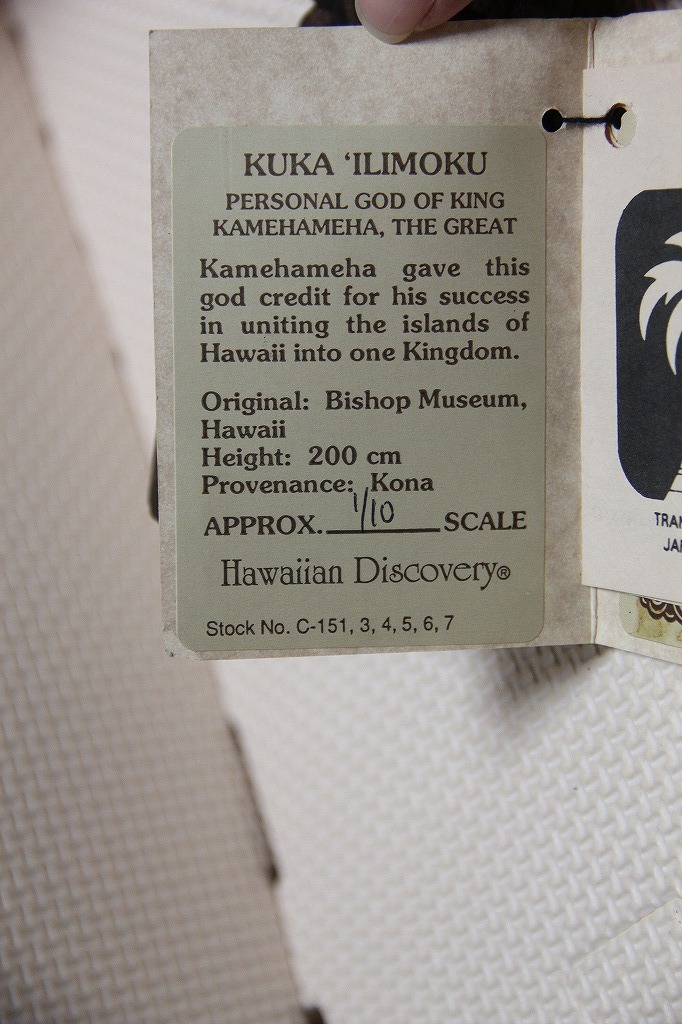 KUKA ‘ILIMOKU
PERSONAL GOD OF KING
KAMEHAMEHA, THE GREAT
Kamehameha gave this
god credit for his success
in uniting the islands of
Hawaii into one Kingdom.
Original: Bishop Museum,
Hawaii
Height: 200 cm
Provenance: Kona
APPROX. 1/10 SCALE
Hawaiian Discovery®
Stock No. C-151, 3, 4, 5, 6, 7